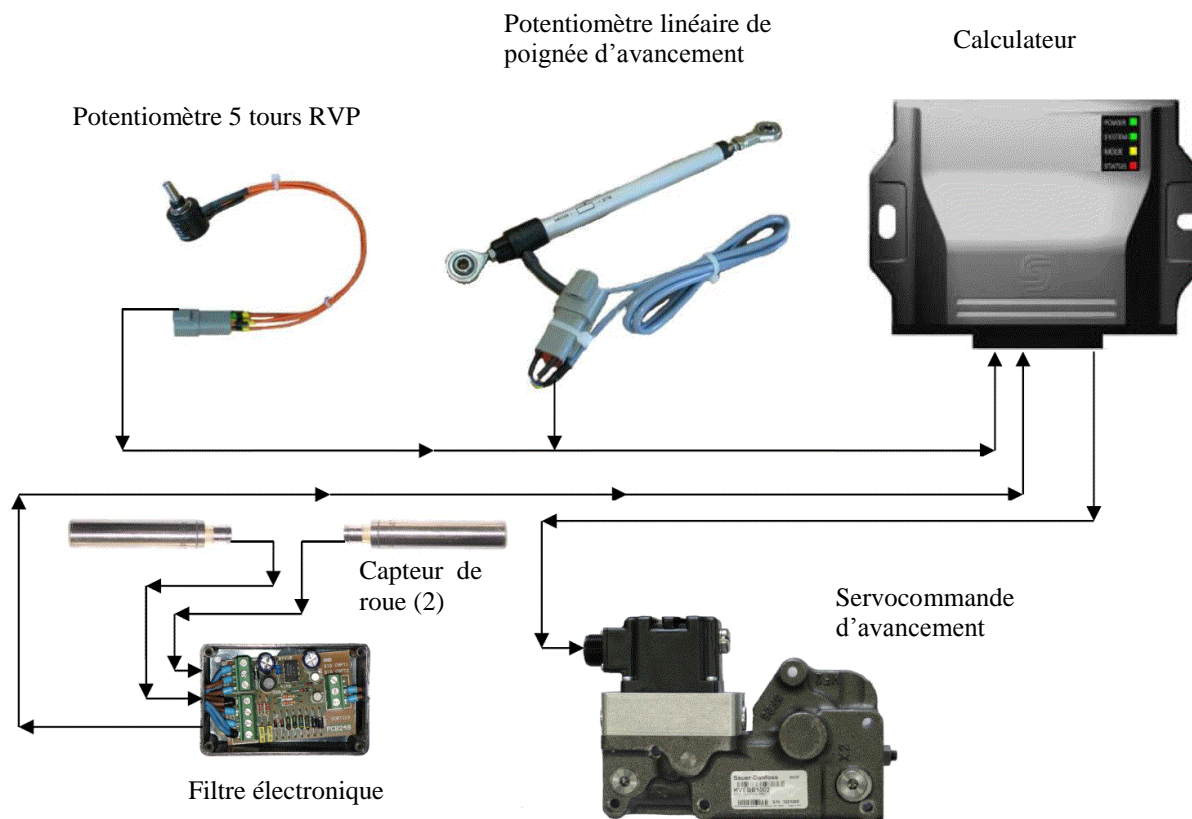 Potentiomètre linéaire de
poignée d’avancement
Calculateur
Potentiomètre 5 tours RVP
POWER
SYSTEM
MODE
STATUS
Capteur de
roue (2)
Servocommande
d’avancement
Filtre électronique
Sauer-Danfoss
X2